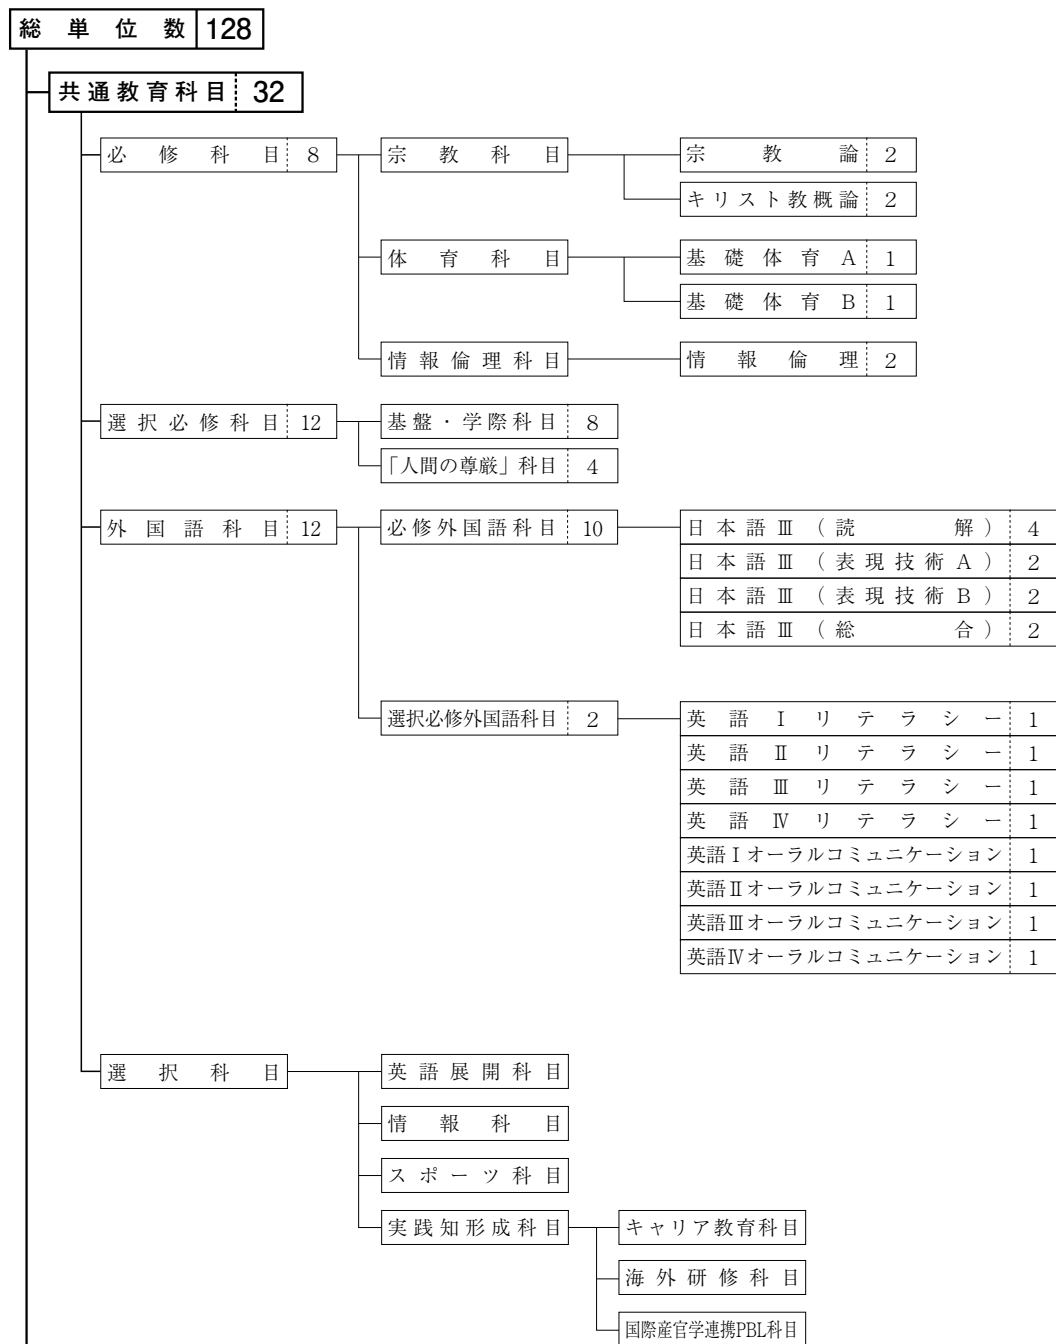 総単位数 128
共通教育科目 32
必修科目 8
宗教科目
宗教論 2
キリスト教概論 2
体育科目
基礎体育A 1
基礎体育B 1
情報倫理科目
情報倫理 2
選択必修科目 12
基盤・学際科目 8
「人間の尊厳」科目 4
外国語科目 12
必修外国語科目 10
日本語Ⅲ(読解) 4
日本語Ⅲ(表現技術A) 2
日本語Ⅲ(表現技術B) 2
日本語Ⅲ(総合) 2
選択必修外国語科目 2
英語Ⅰリテラシー 1
英語Ⅱリテラシー 1
英語Ⅲリテラシー 1
英語Ⅳリテラシー 1
英語Ⅰオーラルコミュニケーション 1
英語Ⅱオーラルコミュニケーション 1
英語Ⅲオーラルコミュニケーション 1
英語Ⅳオーラルコミュニケーション 1
選択科目
英語展開科目
情報科目
スポーツ科目
実践知形成科目
キャリア教育科目
海外研修科目
国際産官学連携PBL科目